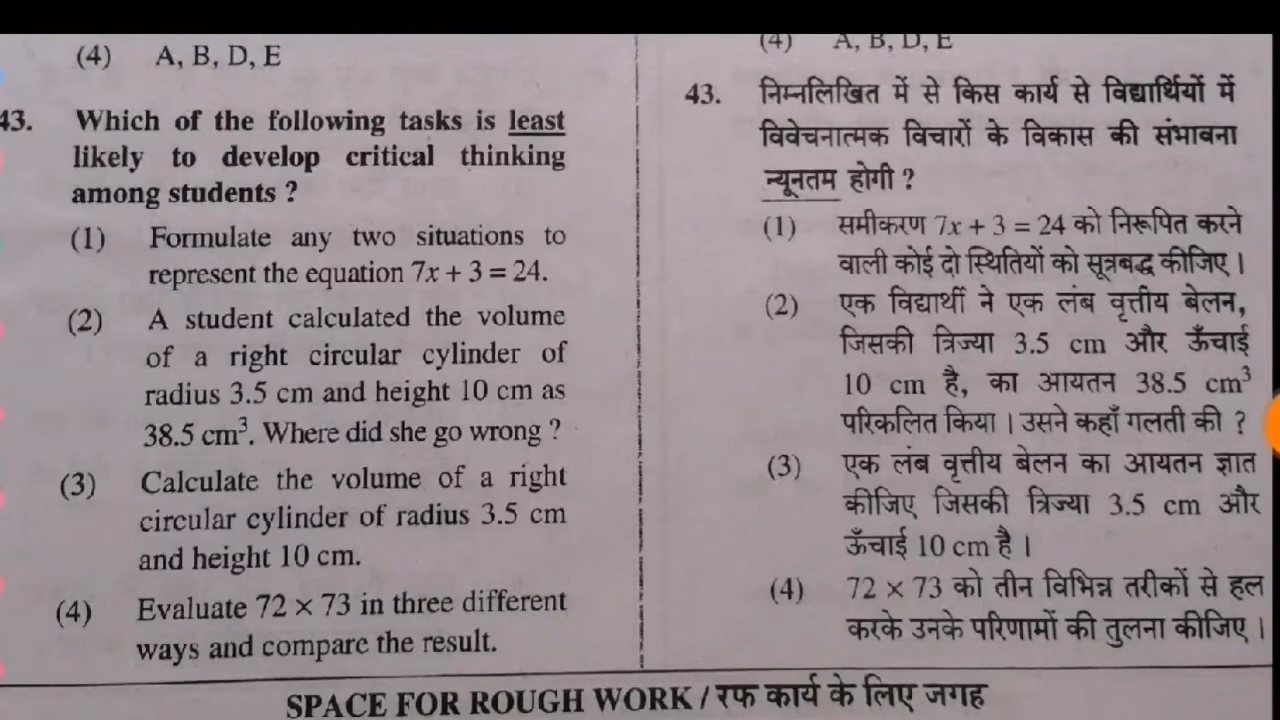 (4) A, B, D, E
43. Which of the following tasks is least
likely to develop critical thinking
among students ?
(1) Formulate any two situations to
represent the equation 7x + 3 = 24.
(2) A student calculated the volume
of a right circular cylinder of
radius 3.5 cm and height 10 cm as
38.5 cm³. Where did she go wrong ?
(3) Calculate the volume of a right
circular cylinder of radius 3.5 cm
and height 10 cm.
(4) Evaluate 72 × 73 in three different
ways and compare the result.
(4) A, B, D, E
43. निम्नलिखित में से किस कार्य से विद्यार्थियों में
विवेचनात्मक विचारों के विकास की संभावना
न्यूनतम होगी ?
(1) समीकरण 7x + 3 = 24 को निरूपित करने
वाली कोई दो स्थितियों को सूत्रबद्ध कीजिए ।
(2) एक विद्यार्थी ने एक लंब वृत्तीय बेलन,
जिसकी त्रिज्या 3.5 cm और ऊँचाई
10 cm है, का आयतन 38.5 cm³
परिकलित किया । उसने कहाँ गलती की ?
(3) एक लंब वृत्तीय बेलन का आयतन ज्ञात
कीजिए जिसकी त्रिज्या 3.5 cm और
ऊँचाई 10 cm है ।
(4) 72 × 73 को तीन विभिन्न तरीकों से हल
करके उनके परिणामों की तुलना कीजिए ।
SPACE FOR ROUGH WORK / रफ कार्य के लिए जगह